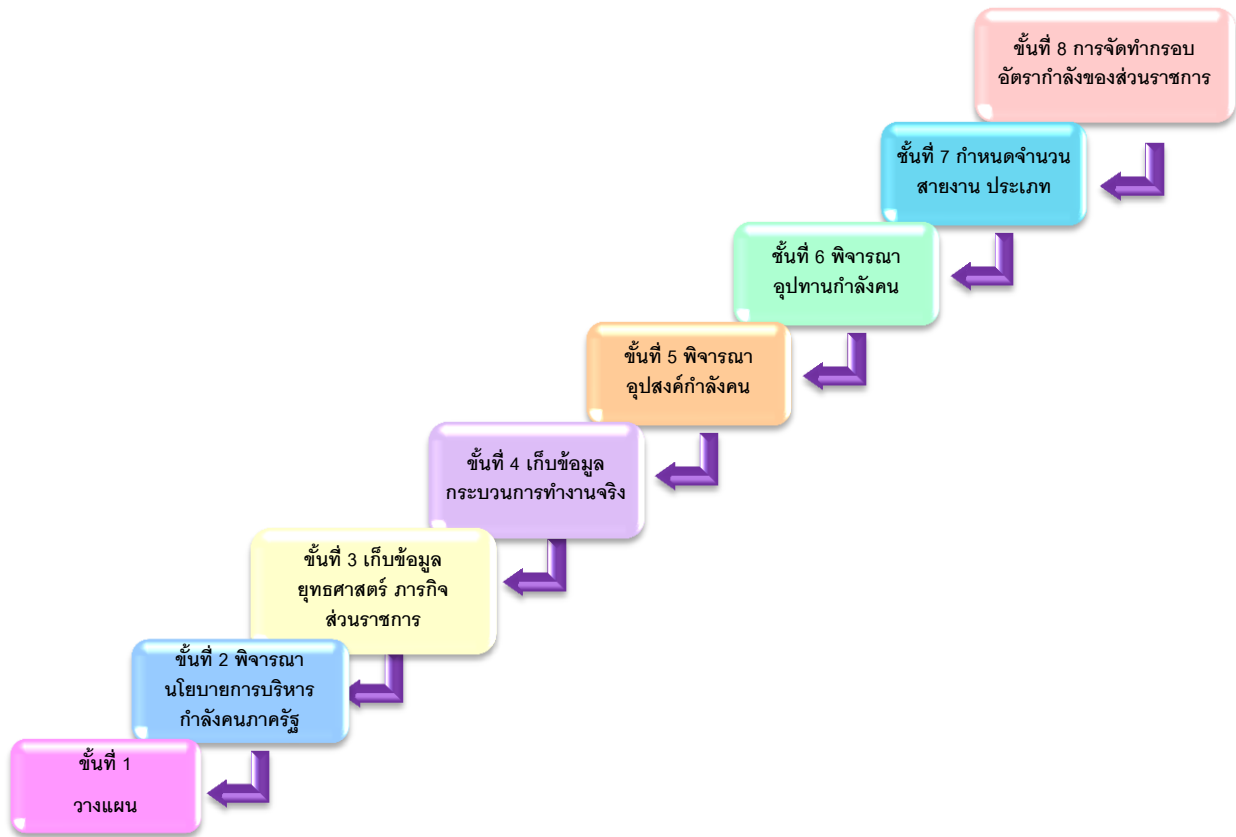 ขั้นที่ 8 การจัดทำกรอบ
อัตรากำลังของส่วนราชการ
ชั้นที่ 7 กำหนดจำนวน
สายงาน ประเภท
ชั้นที่ 6 พิจารณา
อุปทานกำลังคน
ขั้นที่ 5 พิจารณา
อุปสงค์กำลังคน
ขั้นที่ 4 เก็บข้อมูล
กระบวนการทำงานจริง
ขั้นที่ 3 เก็บข้อมูล
ยุทธศาสตร์ ภารกิจ
ส่วนราชการ
ขั้นที่ 2 พิจารณา
นโยบายการบริหาร
กำลังคนภาครัฐ
ขั้นที่ 1
วางแผน